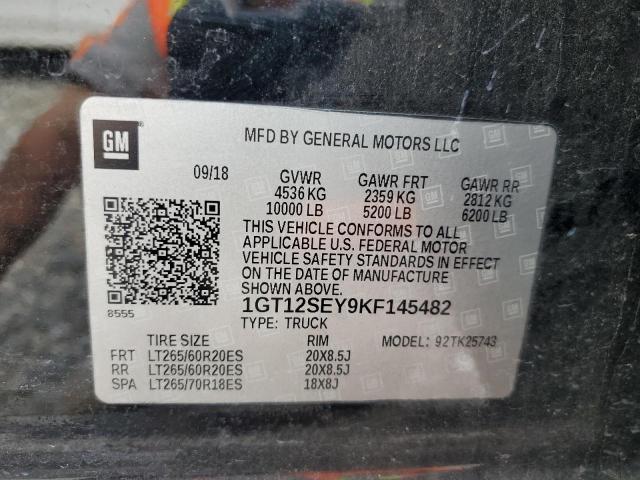 GM
MFD BY GENERAL MOTORS LLC
09/18 GVWR GAWR FRT GAWR RR
4536 KG 2359 KG 2812 KG
10000 LB 5200 LB 6200 LB
THIS VEHICLE CONFORMS TO ALL
APPLICABLE U.S. FEDERAL MOTOR
VEHICLE SAFETY STANDARDS IN EFFECT
ON THE DATE OF MANUFACTURE
SHOWN ABOVE.
8555
1GT12SEY9KF145482
TYPE: TRUCK
TIRE SIZE RIM MODEL: 92TK25743
FRT LT265/60R20ES 20X8.5J
RR LT265/60R20ES 20X8.5J
SPA LT265/70R18ES 18X8J